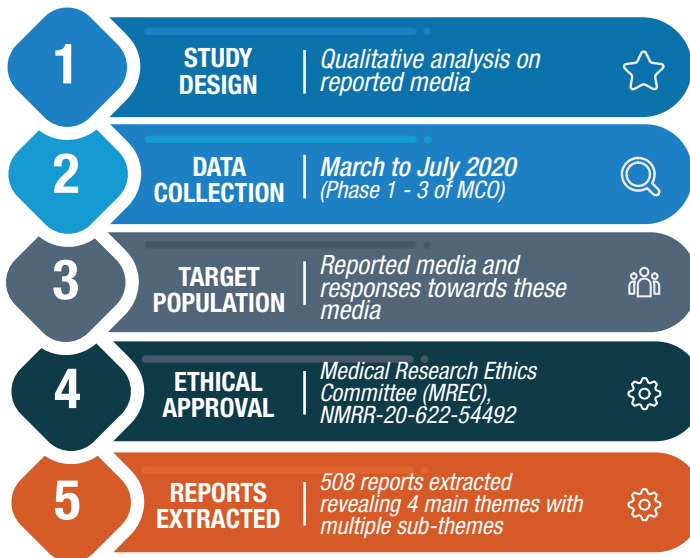 1
STUDY
DESIGN
Qualitative analysis on
reported media
2
DATA
COLLECTION
March to July 2020
(Phase 1 - 3 of MCO)
3
TARGET
POPULATION
Reported media and
responses towards these
media
4
ETHICAL
APPROVAL
Medical Research Ethics
Committee (MREC),
NMRR-20-622-54492
5
REPORTS
EXTRACTED
508 reports extracted
revealing 4 main themes with
multiple sub-themes